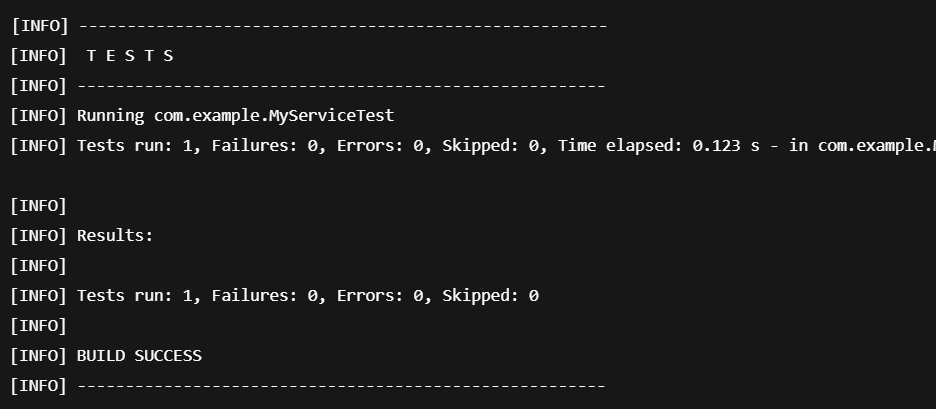 [INFO] -------------------------------------------------------
[INFO]  T E S T S
[INFO] -------------------------------------------------------
[INFO] Running com.example.MyServiceTest
[INFO] Tests run: 1, Failures: 0, Errors: 0, Skipped: 0, Time elapsed: 0.123 s - in com.example.
[INFO]
[INFO] Results:
[INFO]
[INFO] Tests run: 1, Failures: 0, Errors: 0, Skipped: 0
[INFO]
[INFO] BUILD SUCCESS
[INFO] -------------------------------------------------------